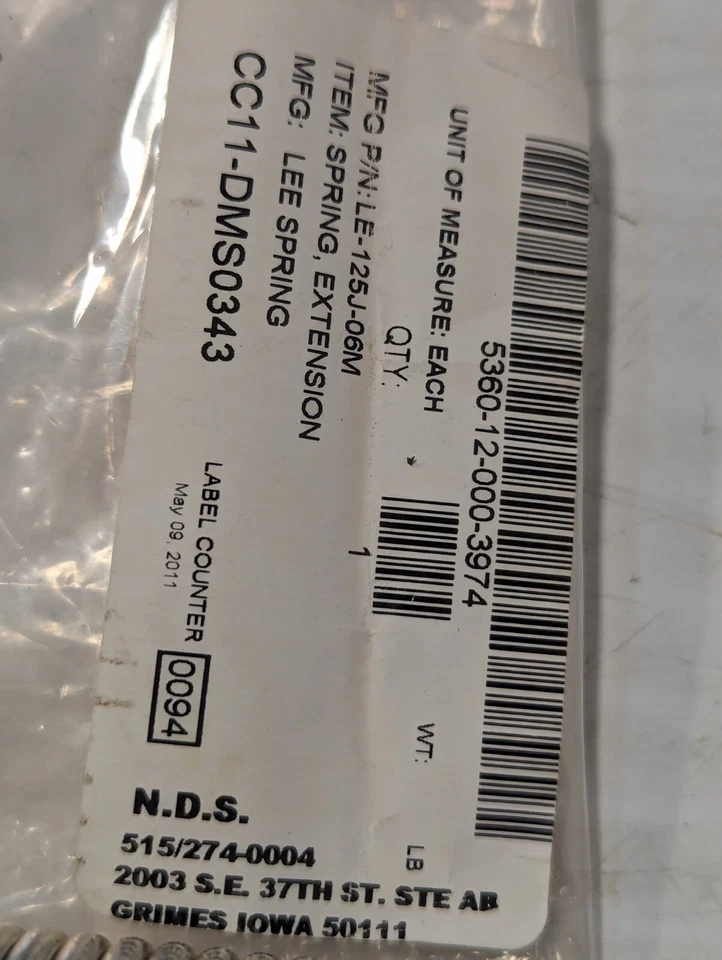 5360-12-000-3974
UNIT OF MEASURE: EACH
QTY: 1
WT: LB
MFG P/N: LE-125J-06M
ITEM: SPRING, EXTENSION
MFG: LEE SPRING
CC11-DMS0343
LABEL COUNTER 0094
May 09, 2011
N.D.S.
515/274-0004
2003 S.E. 37TH ST. STE AB
GRIMES IOWA 50111